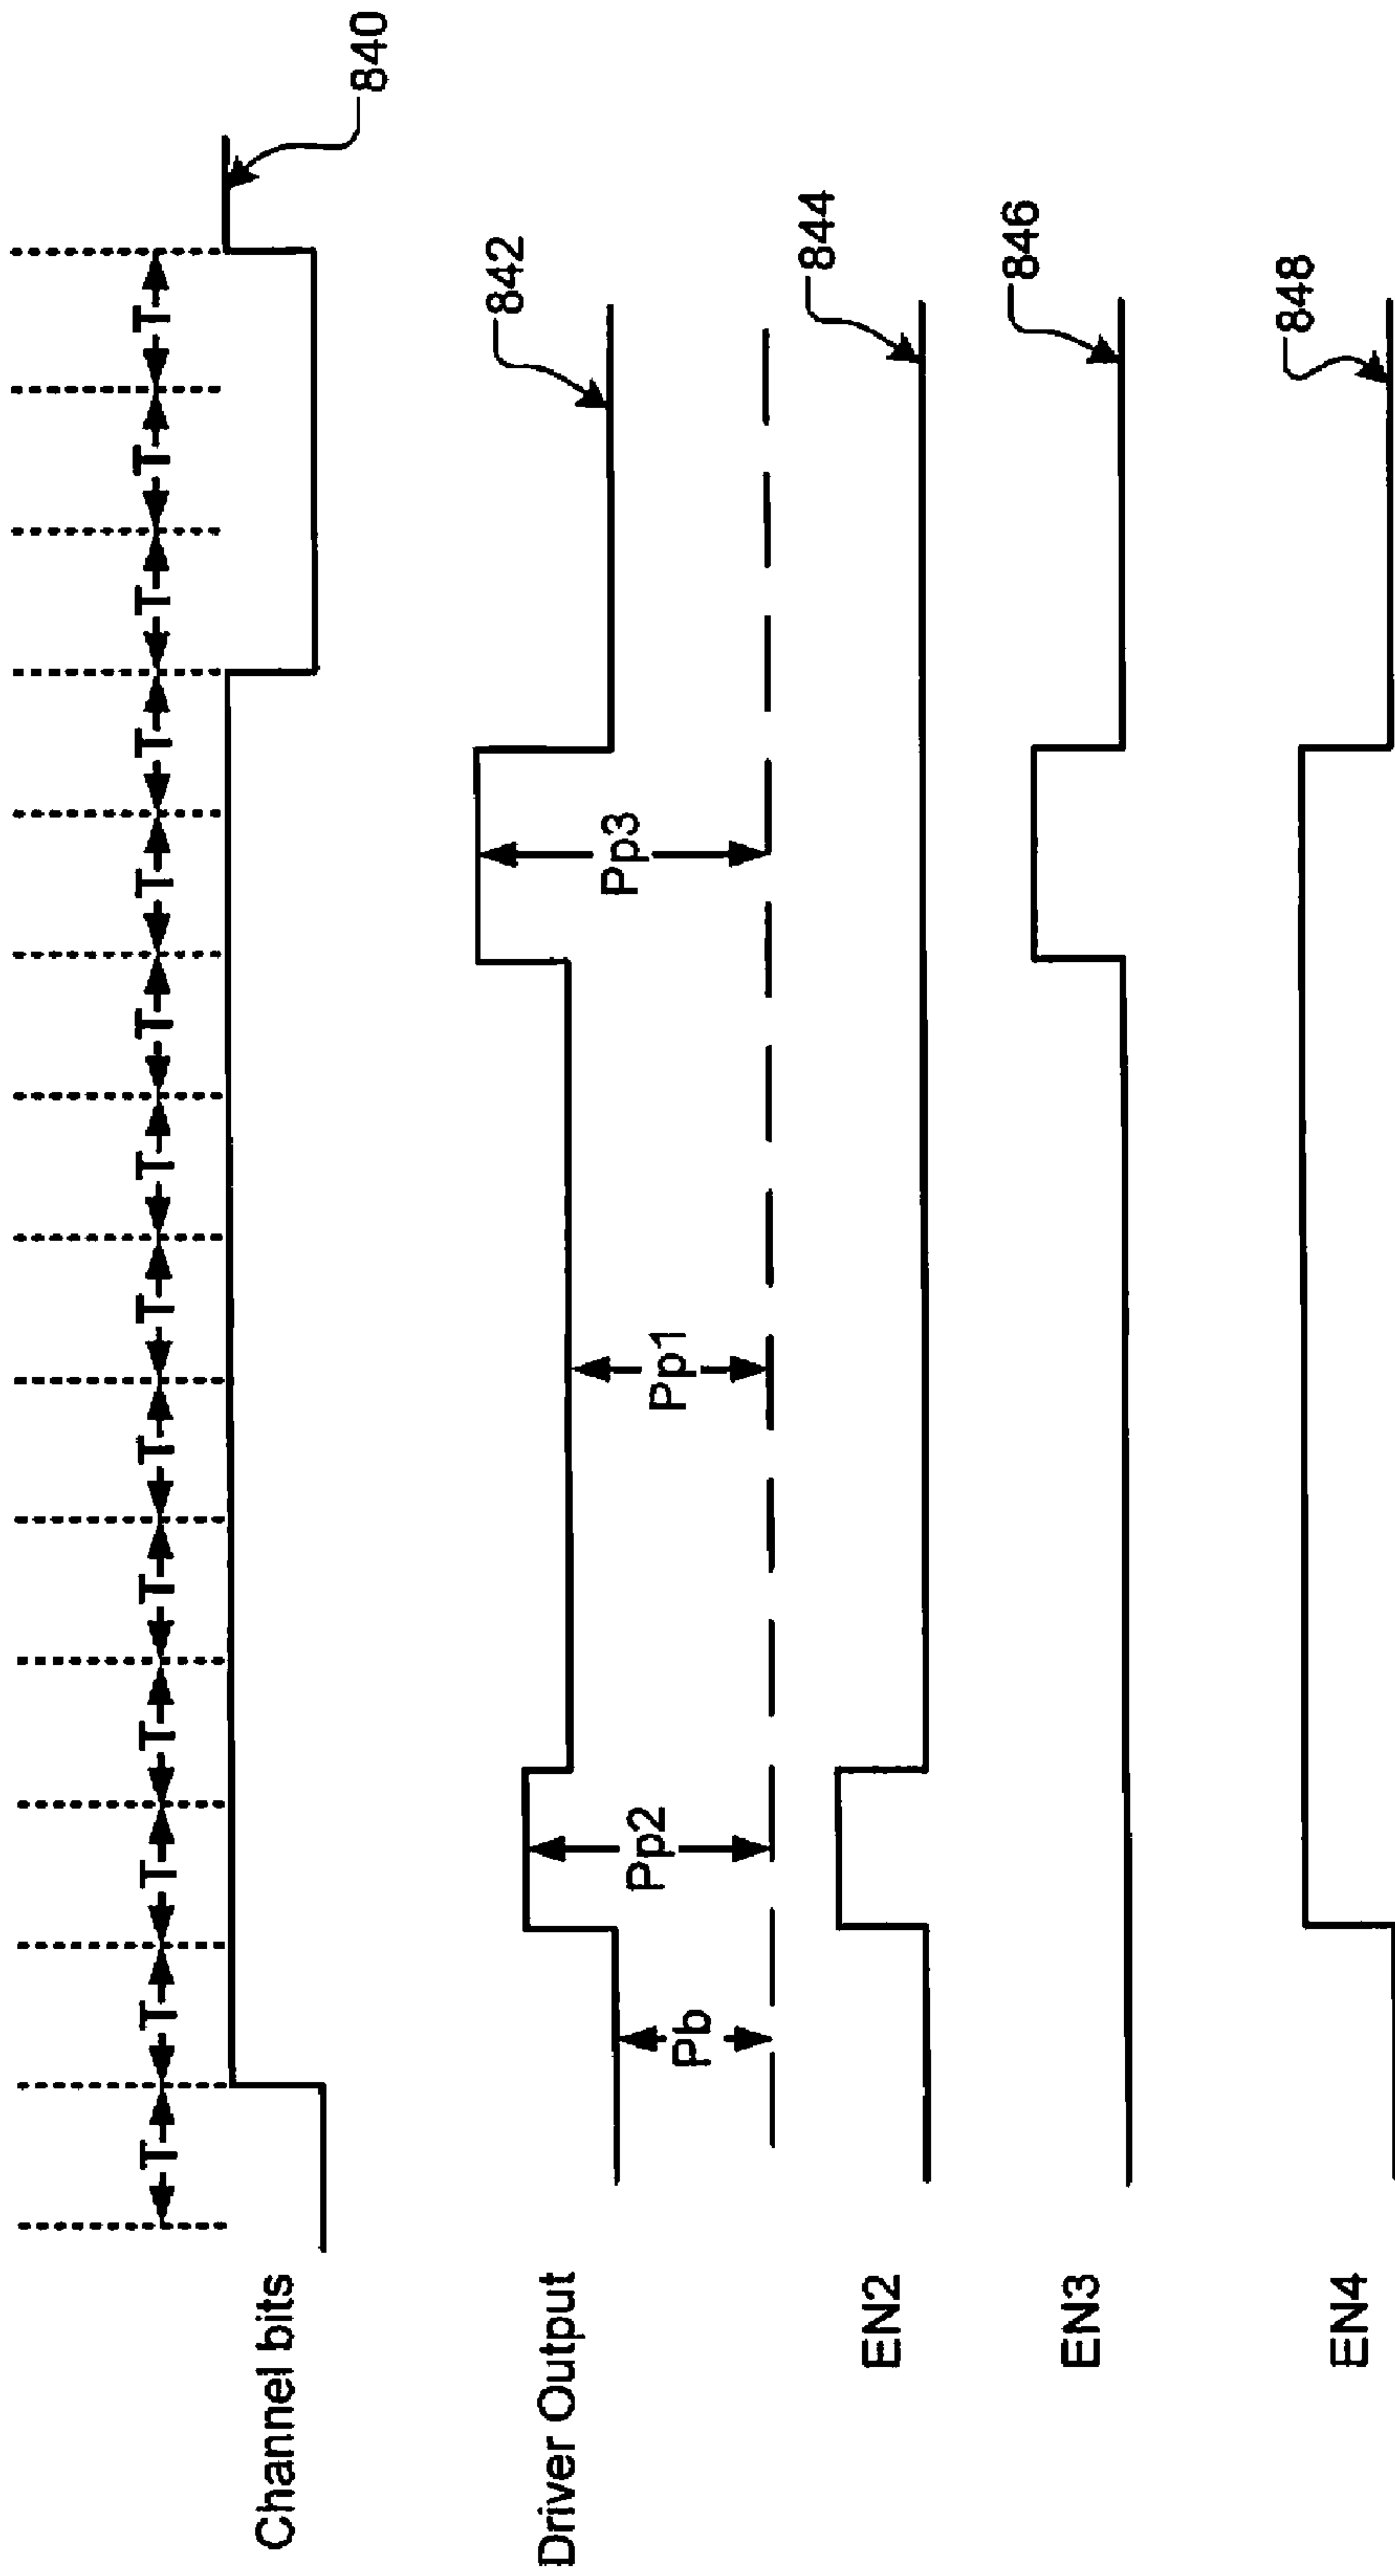 T T T T T T T T T T T T T T
Channel bits
840
842
Driver Output
Pb Pp2 Pp1 Pp3
844
EN2
846
EN3
848
EN4